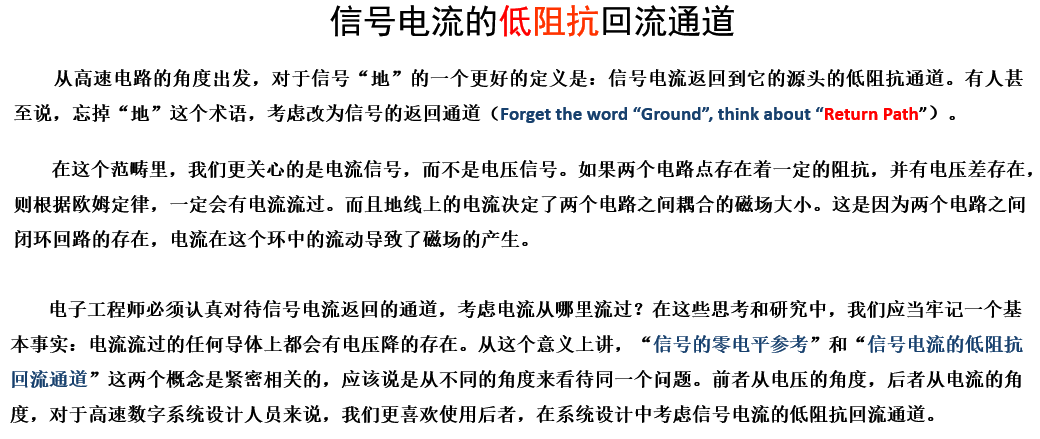 信号电流的低阻抗回流通道
从高速电路的角度出发，对于信号“地”的一个更好的定义是：信号电流返回到它的源头的低阻抗通道。有人甚
至说，忘掉“地”这个术语，考虑改为信号的返回通道（Forget the word “Ground”, think about “Return Path”）。
在这个范畴里，我们更关心的是电流信号，而不是电压信号。如果两个电路点存在着一定的阻抗，并有电压差存在，
则根据欧姆定律，一定会有电流流过。而且地线上的电流决定了两个电路之间耦合的磁场大小。这是因为两个电路之间
闭环回路的存在，电流在这个环中的流动导致了磁场的产生。
电子工程师必须认真对待信号电流返回的通道，考虑电流从哪里流过？在这些思考和研究中，我们应当牢记一个基
本事实：电流流过的任何导体上都会有电压降的存在。从这个意义上讲，“信号的零电平参考”和“信号电流的低阻抗
回流通道”这两个概念是紧密相关的，应该说是从不同的角度来看待同一个问题。前者从电压的角度，后者从电流的角
度，对于高速数字系统设计人员来说，我们更喜欢使用后者，在系统设计中考虑信号电流的低阻抗回流通道。